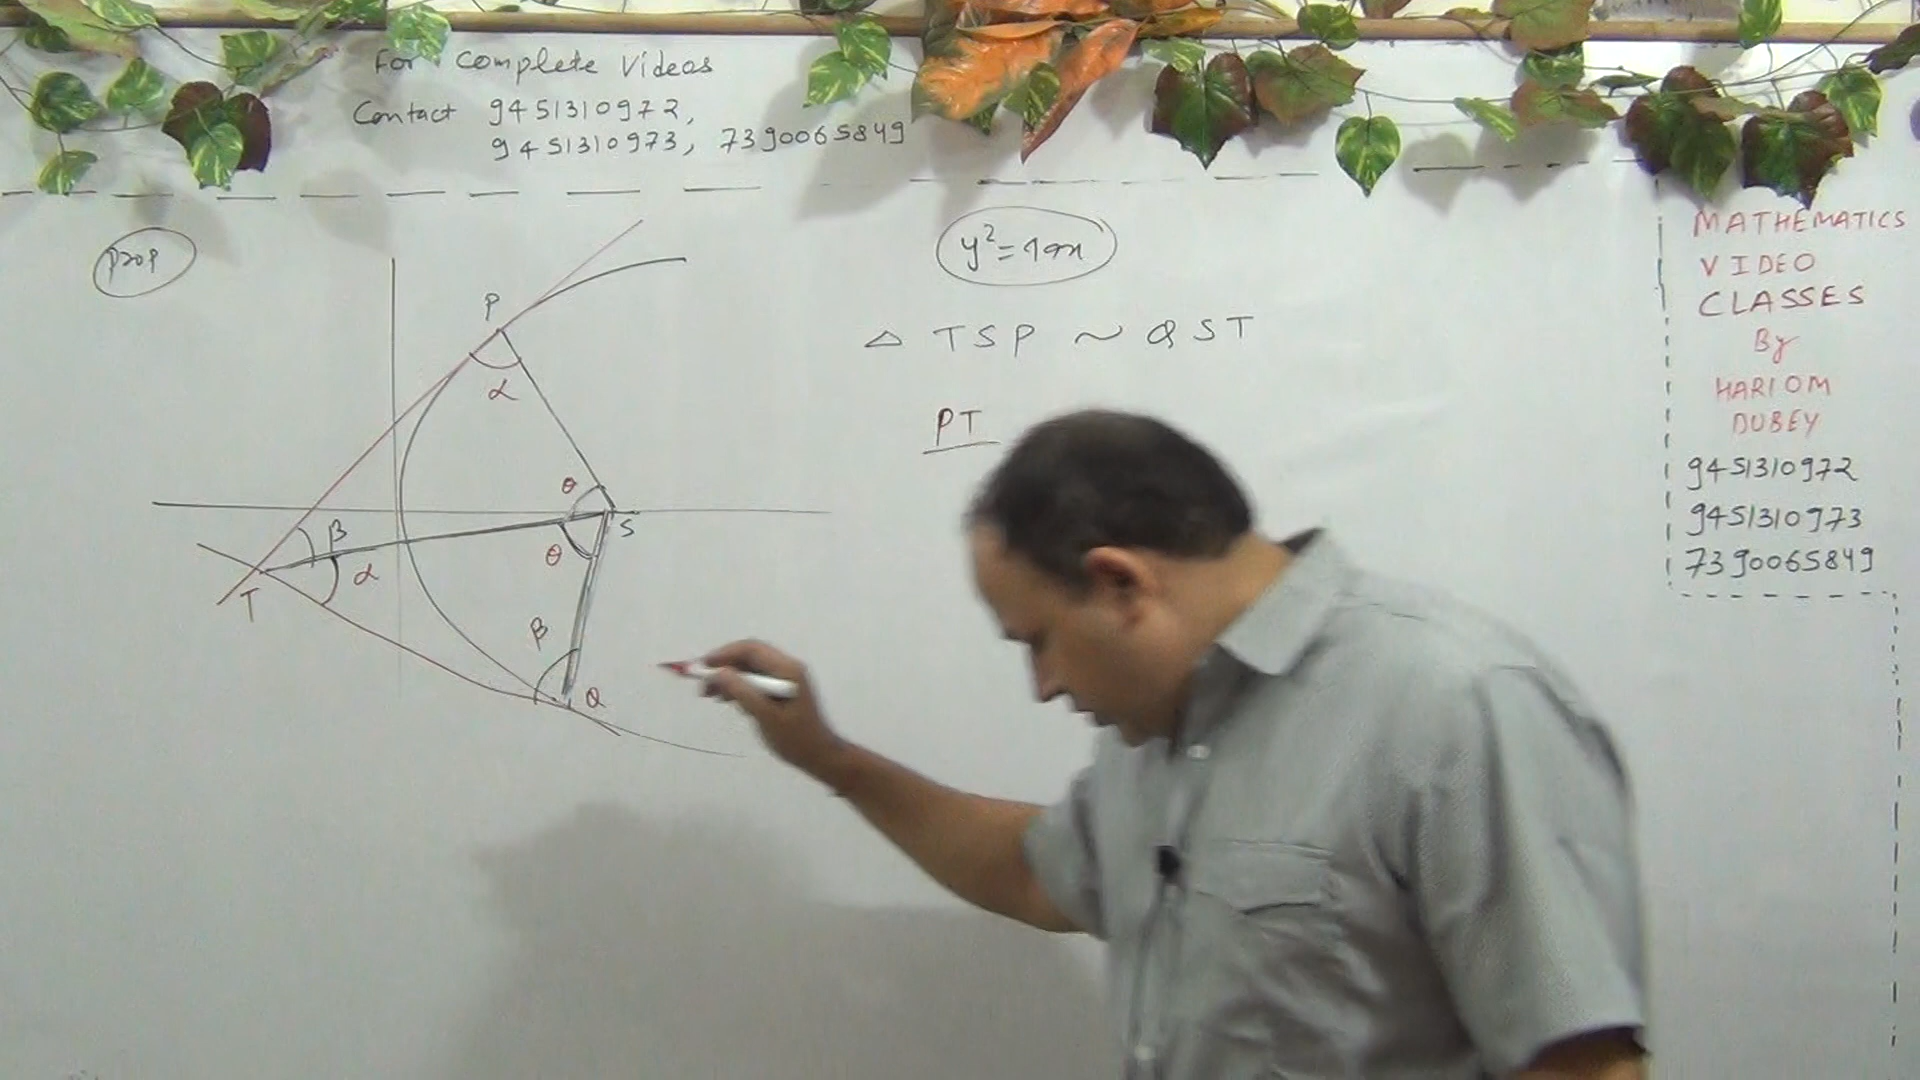 For Complete Videos
Contact 9451310972,
9451310973, 7390065849
prop
y²=4ax
△ TSP ~ QST
PT
P
α
θ
S
θ
β
α
T
β
Q
MATHEMATICS
VIDEO
CLASSES
By
HARIOM
DUBEY
9451310972
9451310973
7390065849